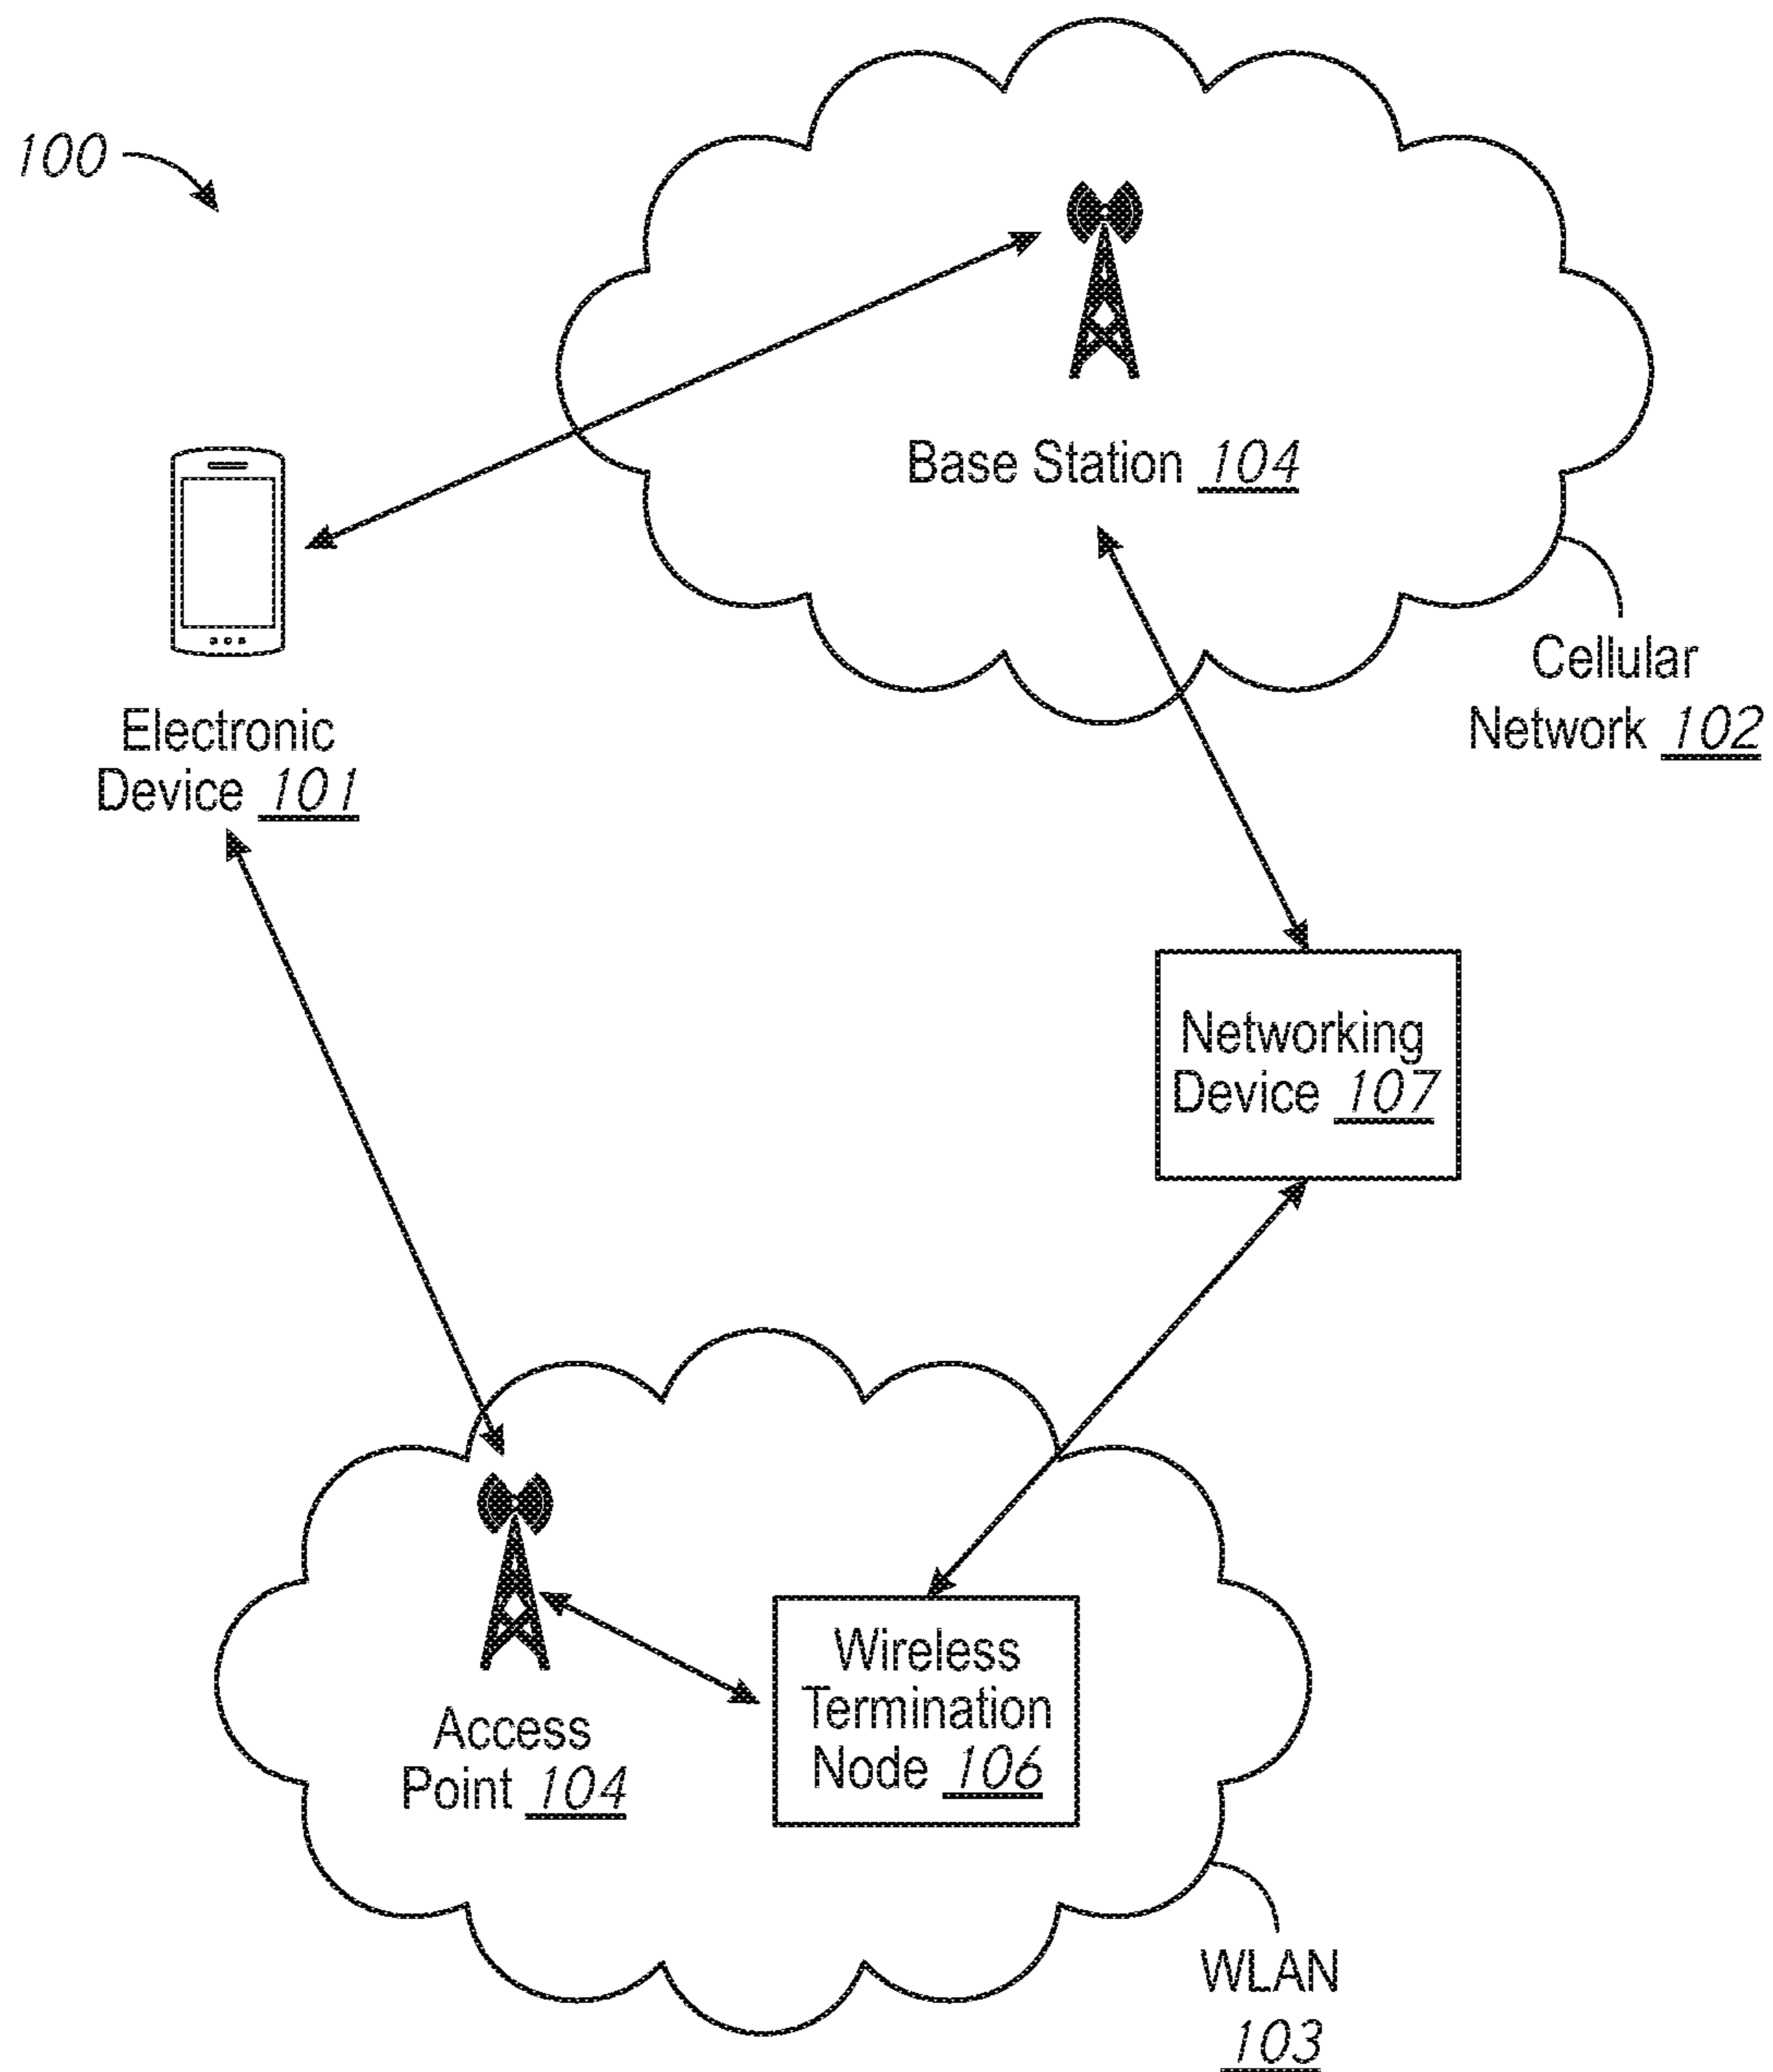 100
Base Station 104
Cellular
Network 102
Electronic
Device 101
Networking
Device 107
Wireless
Termination
Node 106
Access
Point 104
WLAN
103